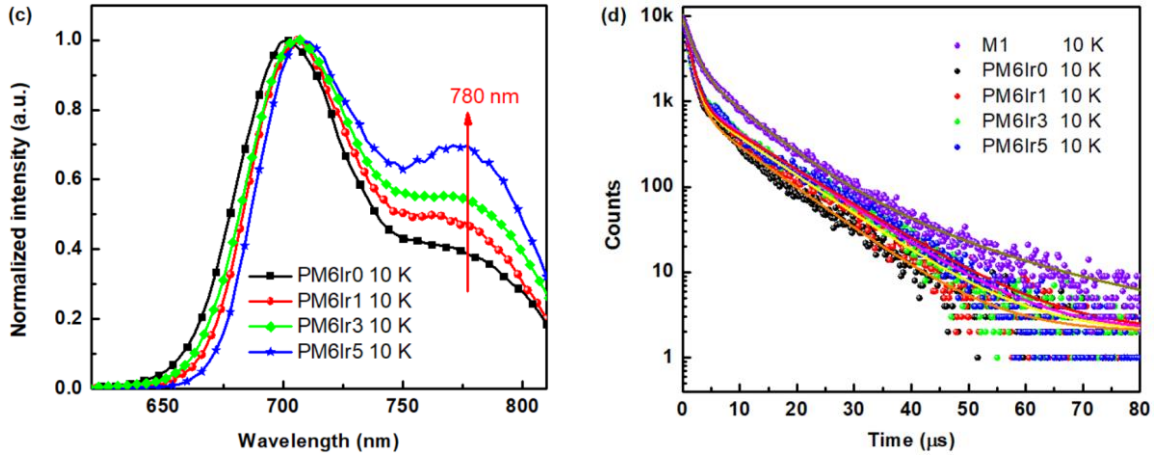 (c)
Normalized intensity (a.u.)
1.0
0.8
0.6
0.4
0.2
0.0
780 nm
PM6Ir0 10 K
PM6Ir1 10 K
PM6Ir3 10 K
PM6Ir5 10 K
650
700
750
800
Wavelength (nm)
(d)
Counts
10k
1k
100
10
1
M1 10 K
PM6Ir0 10 K
PM6Ir1 10 K
PM6Ir3 10 K
PM6Ir5 10 K
0
10
20
30
40
50
60
70
80
Time (μs)